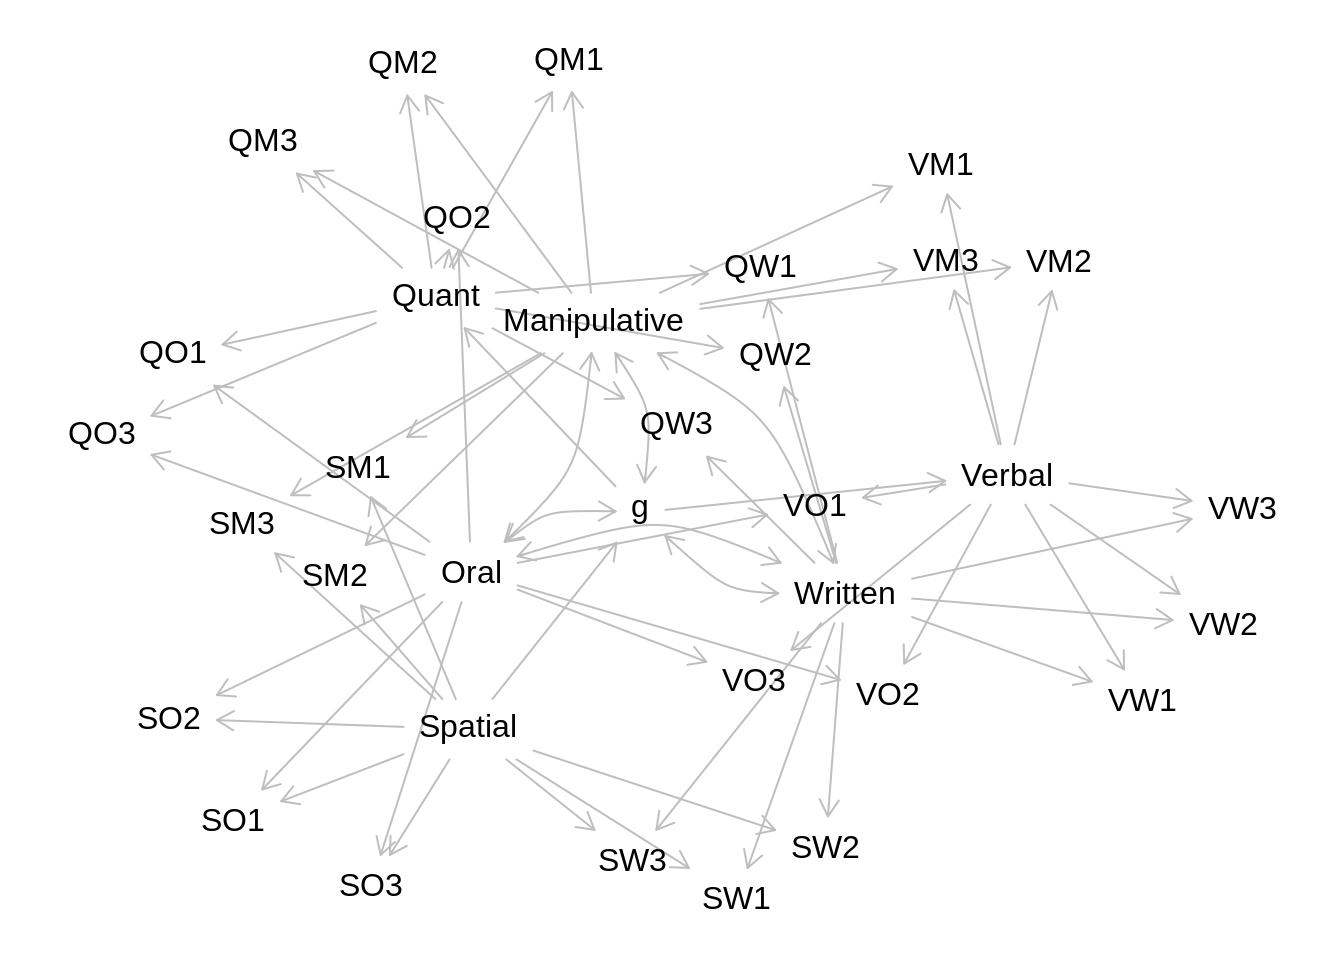 QM2
QM1
QM3
VM1
QO2
QW1
VM3
VM2
Quant
Manipulative
QO1
QW2
QO3
QW3
SM1
Verbal
g
VO1
VW3
SM3
SM2
Oral
Written
VW2
VO3
VO2
VW1
SO2
Spatial
SO1
SW2
SW3
SO3
SW1